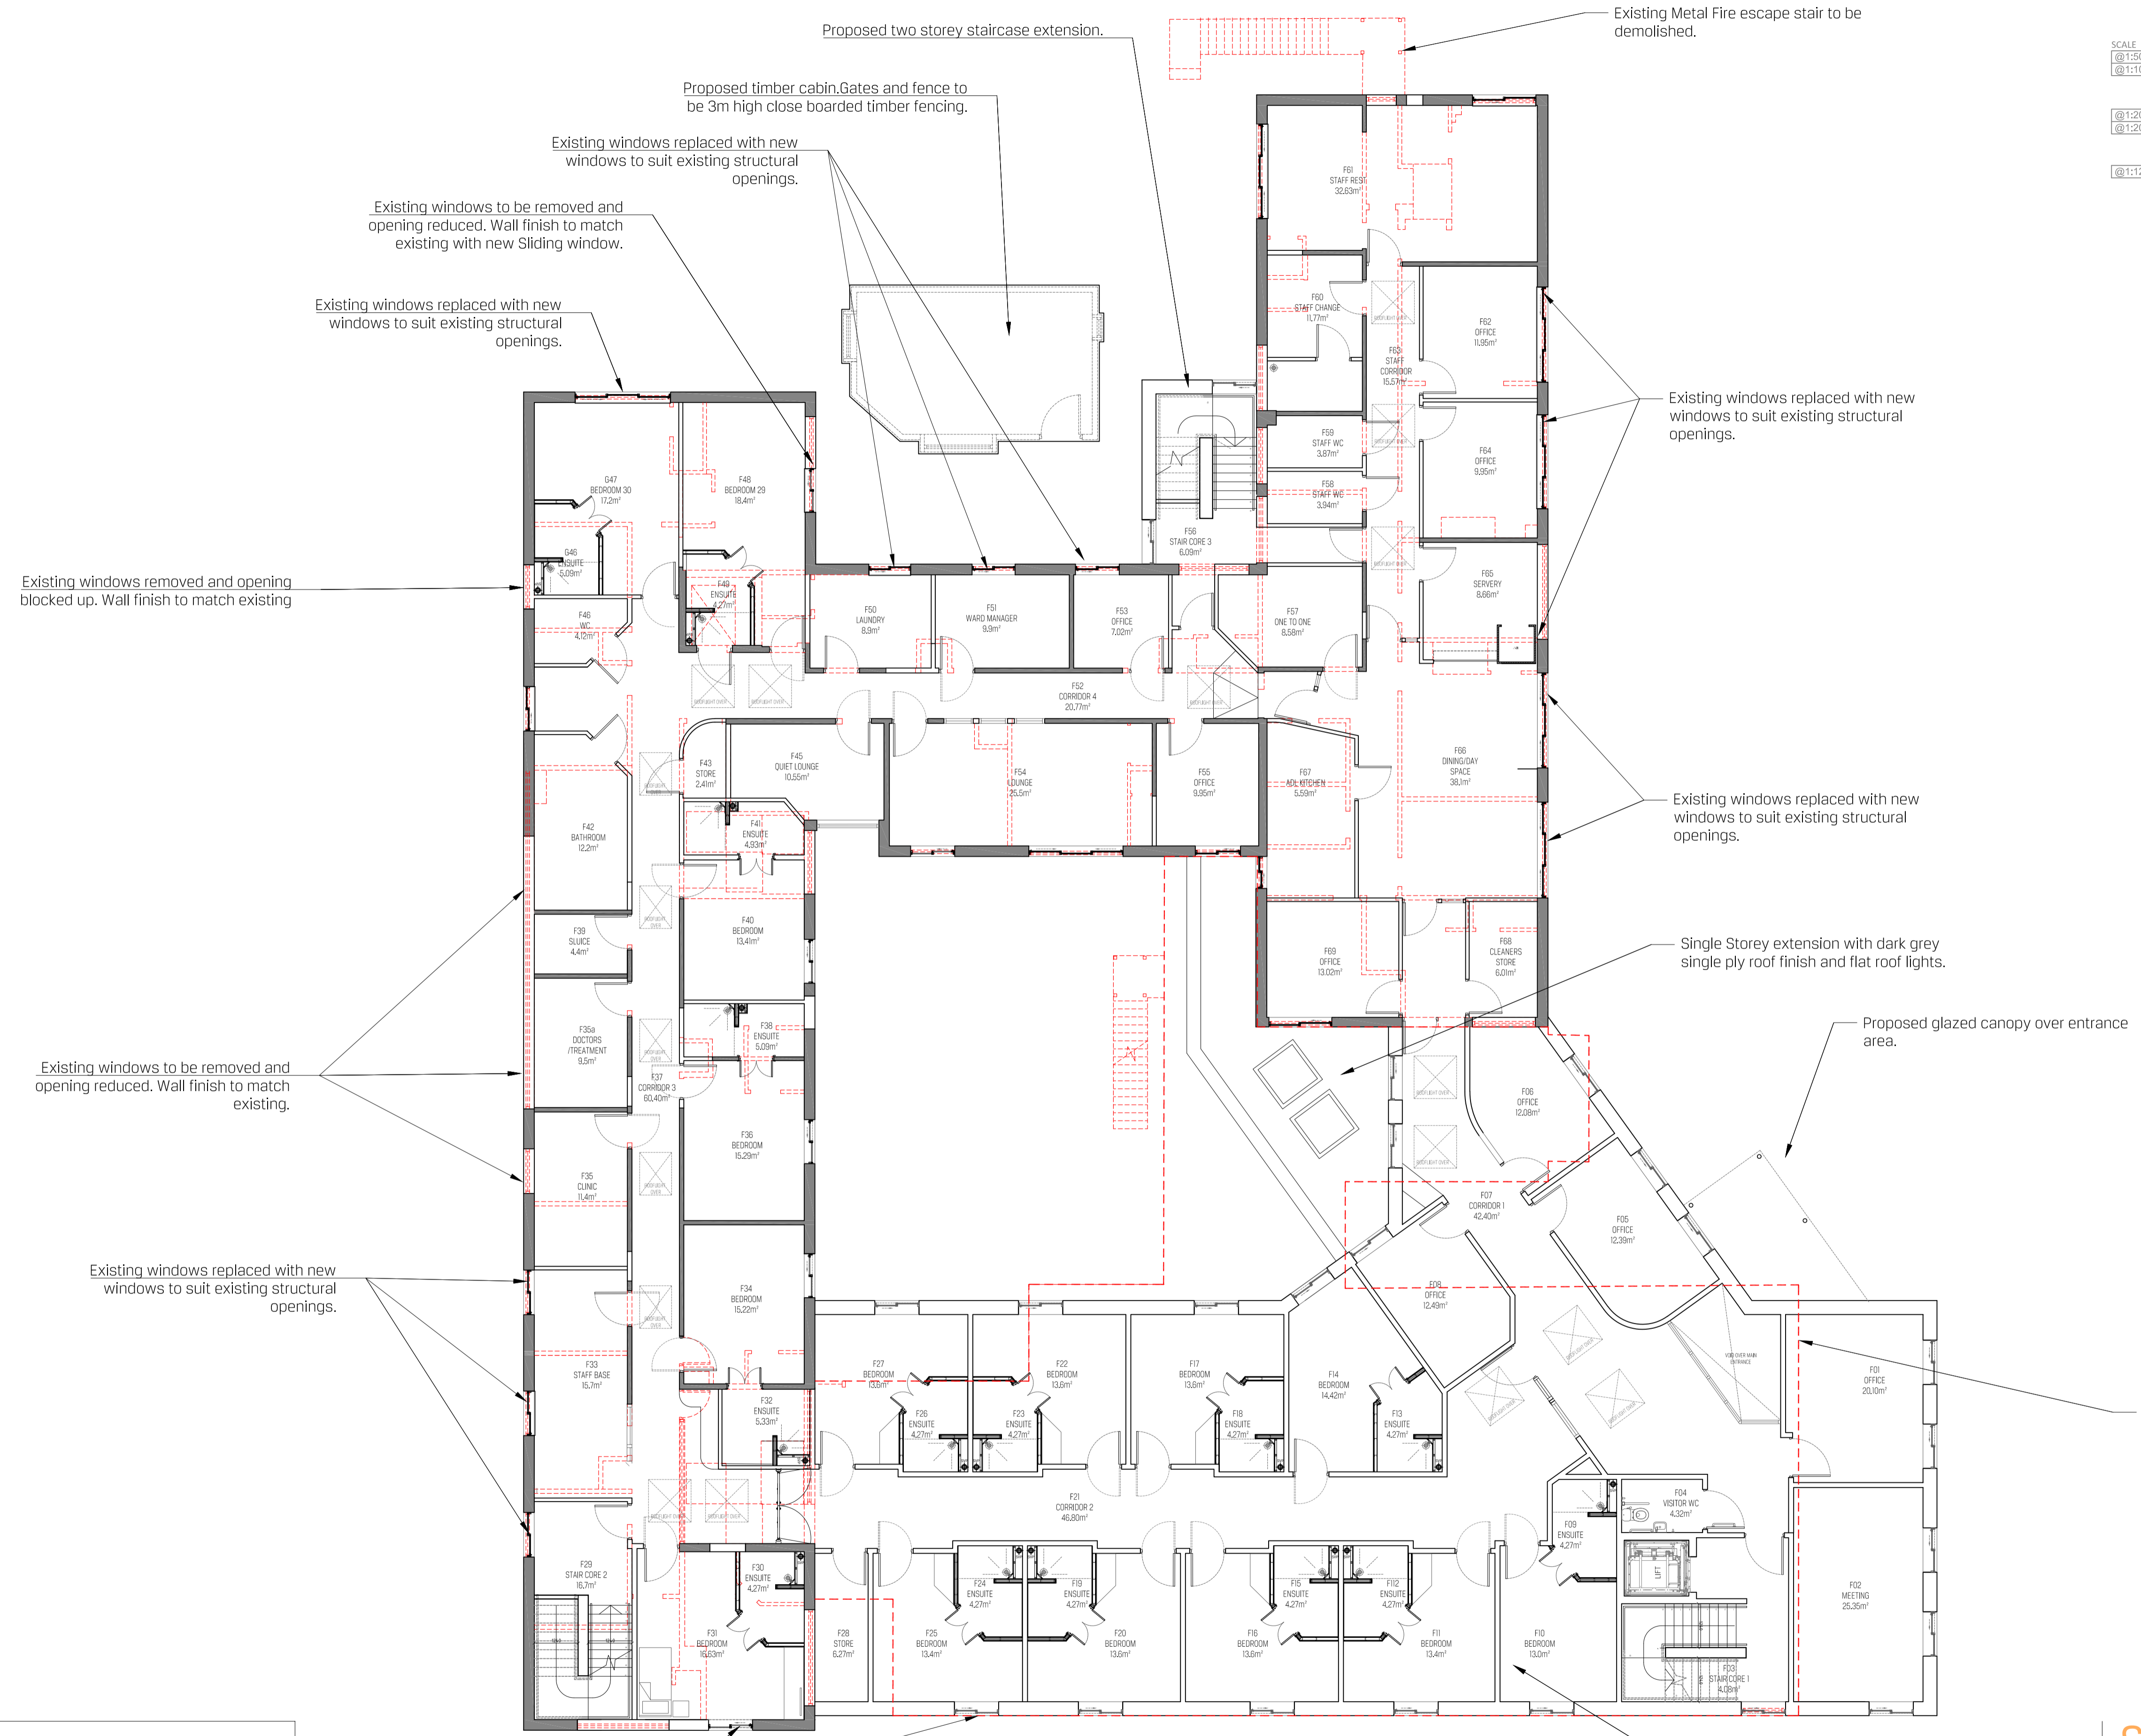 Existing Metal Fire escape stair to be
demolished.
Proposed two storey staircase extension.
SCALE
Proposed timber cabin.Gates and fence to
be 3m high close boarded timber fencing.
Existing windows replaced with new
windows to suit existing structural
openings.
Existing windows to be removed and
opening reduced. Wall finish to match
existing with new Sliding window.
Existing windows replaced with new
windows to suit existing structural
openings.
F61
STAFF REST
32.63m²
F60
STAFF CHANGE
11.77m²
F62
OFFICE
11.95m²
F63
STAFF
CORRIDOR
15.57m²
Existing windows replaced with new
windows to suit existing structural
openings.
F59
STAFF WC
3.87m²
F64
OFFICE
9.95m²
F58
STAFF WC
3.94m²
G47
BEDROOM 30
17.2m²
F48
BEDROOM 29
18.4m²
F56
STAIR CORE 3
6.09m²
G46
ENSUITE
5.09m²
Existing windows removed and opening
blocked up. Wall finish to match existing
F49
ENSUITE
4.27m²
F65
SERVERY
8.66m²
F46
WC
4.12m²
F50
LAUNDRY
8.9m²
F51
WARD MANAGER
9.9m²
F53
OFFICE
7.02m²
F57
ONE TO ONE
8.58m²
F52
CORRIDOR 4
20.77m²
ROOFLIGHT OVER
F43
STORE
2.41m²
F45
QUIET LOUNGE
10.55m²
F54
LOUNGE
25.5m²
F55
OFFICE
9.95m²
F67
ADL KITCHEN
5.59m²
F66
DINING/DAY
SPACE
38.1m²
Existing windows replaced with new
windows to suit existing structural
openings.
F42
BATHROOM
12.2m²
F41
ENSUITE
4.93m²
F40
BEDROOM
13.41m²
F39
SLUICE
4.4m²
F69
OFFICE
13.02m²
F68
CLEANERS
STORE
6.01m²
Single Storey extension with dark grey
single ply roof finish and flat roof lights.
F35a
DOCTORS
/TREATMENT
9.5m²
F38
ENSUITE
5.09m²
Proposed glazed canopy over entrance
area.
Existing windows to be removed and
opening reduced. Wall finish to match
existing.
F37
CORRIDOR 3
60.40m²
F06
OFFICE
12.08m²
F36
BEDROOM
15.29m²
F35
CLINIC
11.4m²
F07
CORRIDOR 1
42.40m²
F05
OFFICE
12.39m²
Existing windows replaced with new
windows to suit existing structural
openings.
F34
BEDROOM
15.22m²
F08
OFFICE
12.49m²
F33
STAFF BASE
15.7m²
F27
BEDROOM
13.6m²
F22
BEDROOM
13.6m²
F17
BEDROOM
13.6m²
F14
BEDROOM
14.42m²
VOID OVER MAIN
ENTRANCE
F01
OFFICE
20.10m²
F32
ENSUITE
5.33m²
F26
ENSUITE
4.27m²
F23
ENSUITE
4.27m²
F18
ENSUITE
4.27m²
F13
ENSUITE
4.27m²
F21
CORRIDOR 2
46.80m²
F04
VISITOR WC
4.32m²
F09
ENSUITE
4.27m²
F29
STAIR CORE 2
16.7m²
F30
ENSUITE
4.27m²
F24
ENSUITE
4.27m²
F19
ENSUITE
4.27m²
F15
ENSUITE
4.27m²
F112
ENSUITE
4.27m²
LIFT
F02
MEETING
25.35m²
F31
BEDROOM
16.63m²
F28
STORE
6.27m²
F25
BEDROOM
13.4m²
F20
BEDROOM
13.6m²
F16
BEDROOM
13.6m²
F11
BEDROOM
13.4m²
F10
BEDROOM
13.0m²
F03
STAIR CORE 1
4.08m²